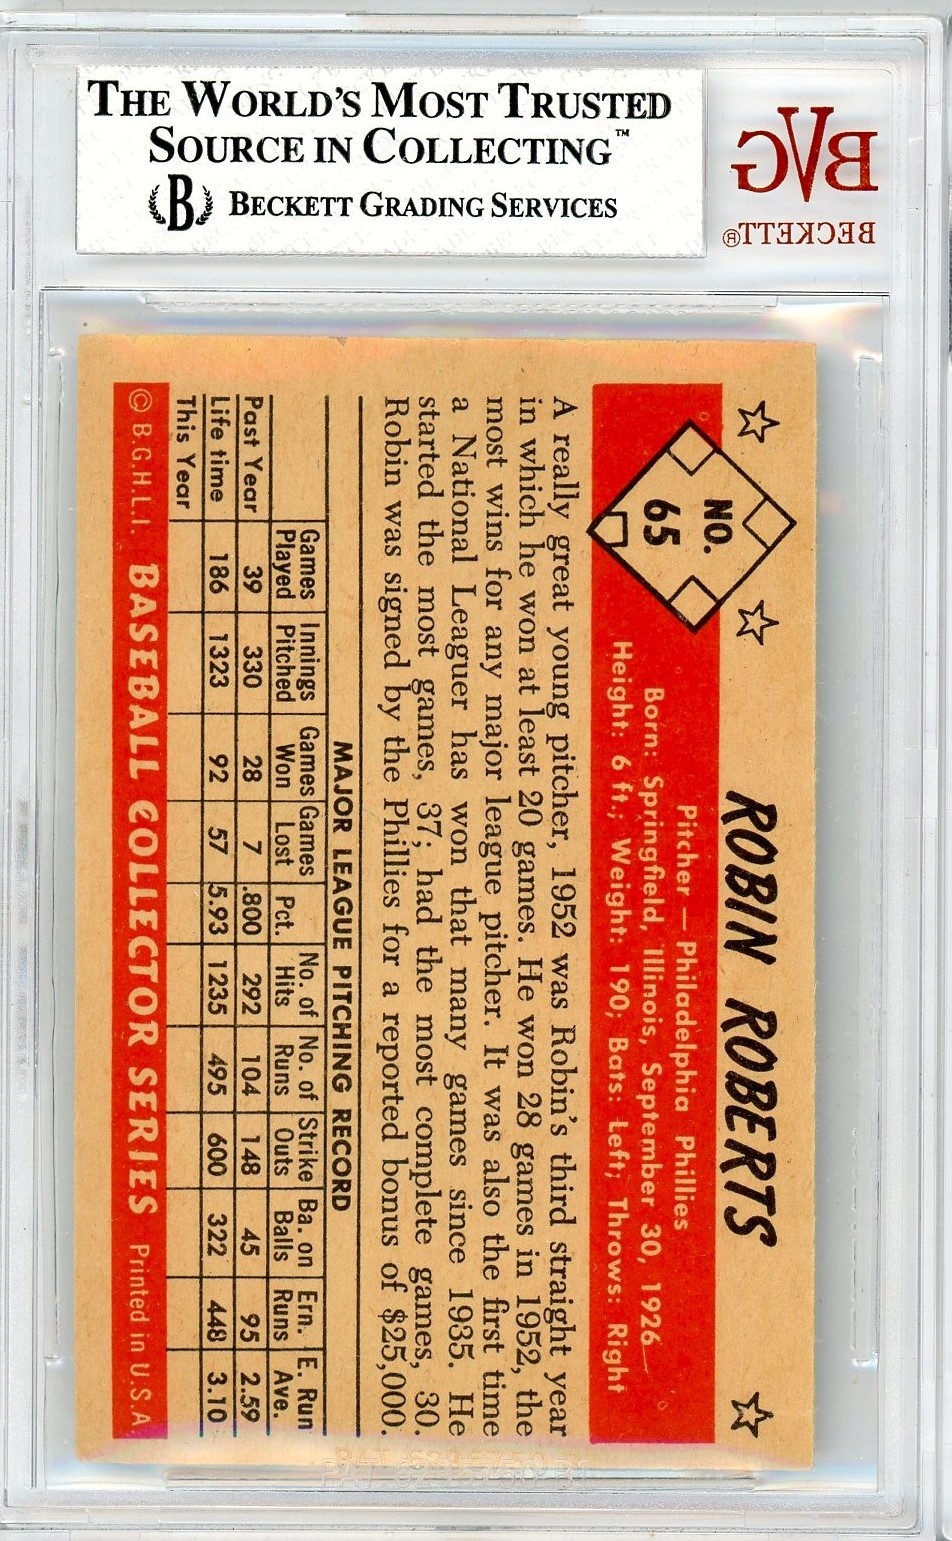 THE WORLD'S MOST TRUSTED
SOURCE IN COLLECTING™
B BECKETT GRADING SERVICES
BVG
BECKETT®
ROBIN ROBERTS
NO.
65
Pitcher — Philadelphia Phillies
Born: Springfield, Illinois, September 30, 1926
Height: 6 ft.; Weight: 190; Bats: Left; Throws: Right
A really great young pitcher, 1952 was Robin's third straight year
in which he won at least 20 games. He won 28 games in 1952, the
most wins for any major league pitcher. It was also the first time
a National Leaguer has won that many games since 1935. He
started the most games, 37; had the most complete games, 30.
Robin was signed by the Phillies for a reported bonus of $25,000.
MAJOR LEAGUE PITCHING RECORD
Games Played Innings Pitched Games Won Games Lost Pct. No. of Hits No. of Runs Strike Outs Ba. on Balls Ern. Runs E. Run Ave.
Past Year 39 330 28 7 .800 292 104 148 45 95 2.59
Life time 186 1323 92 57 5.93 1235 495 600 322 448 3.10
This Year
© B.G.H.L.I. BASEBALL COLLECTOR SERIES Printed in U.S.A.